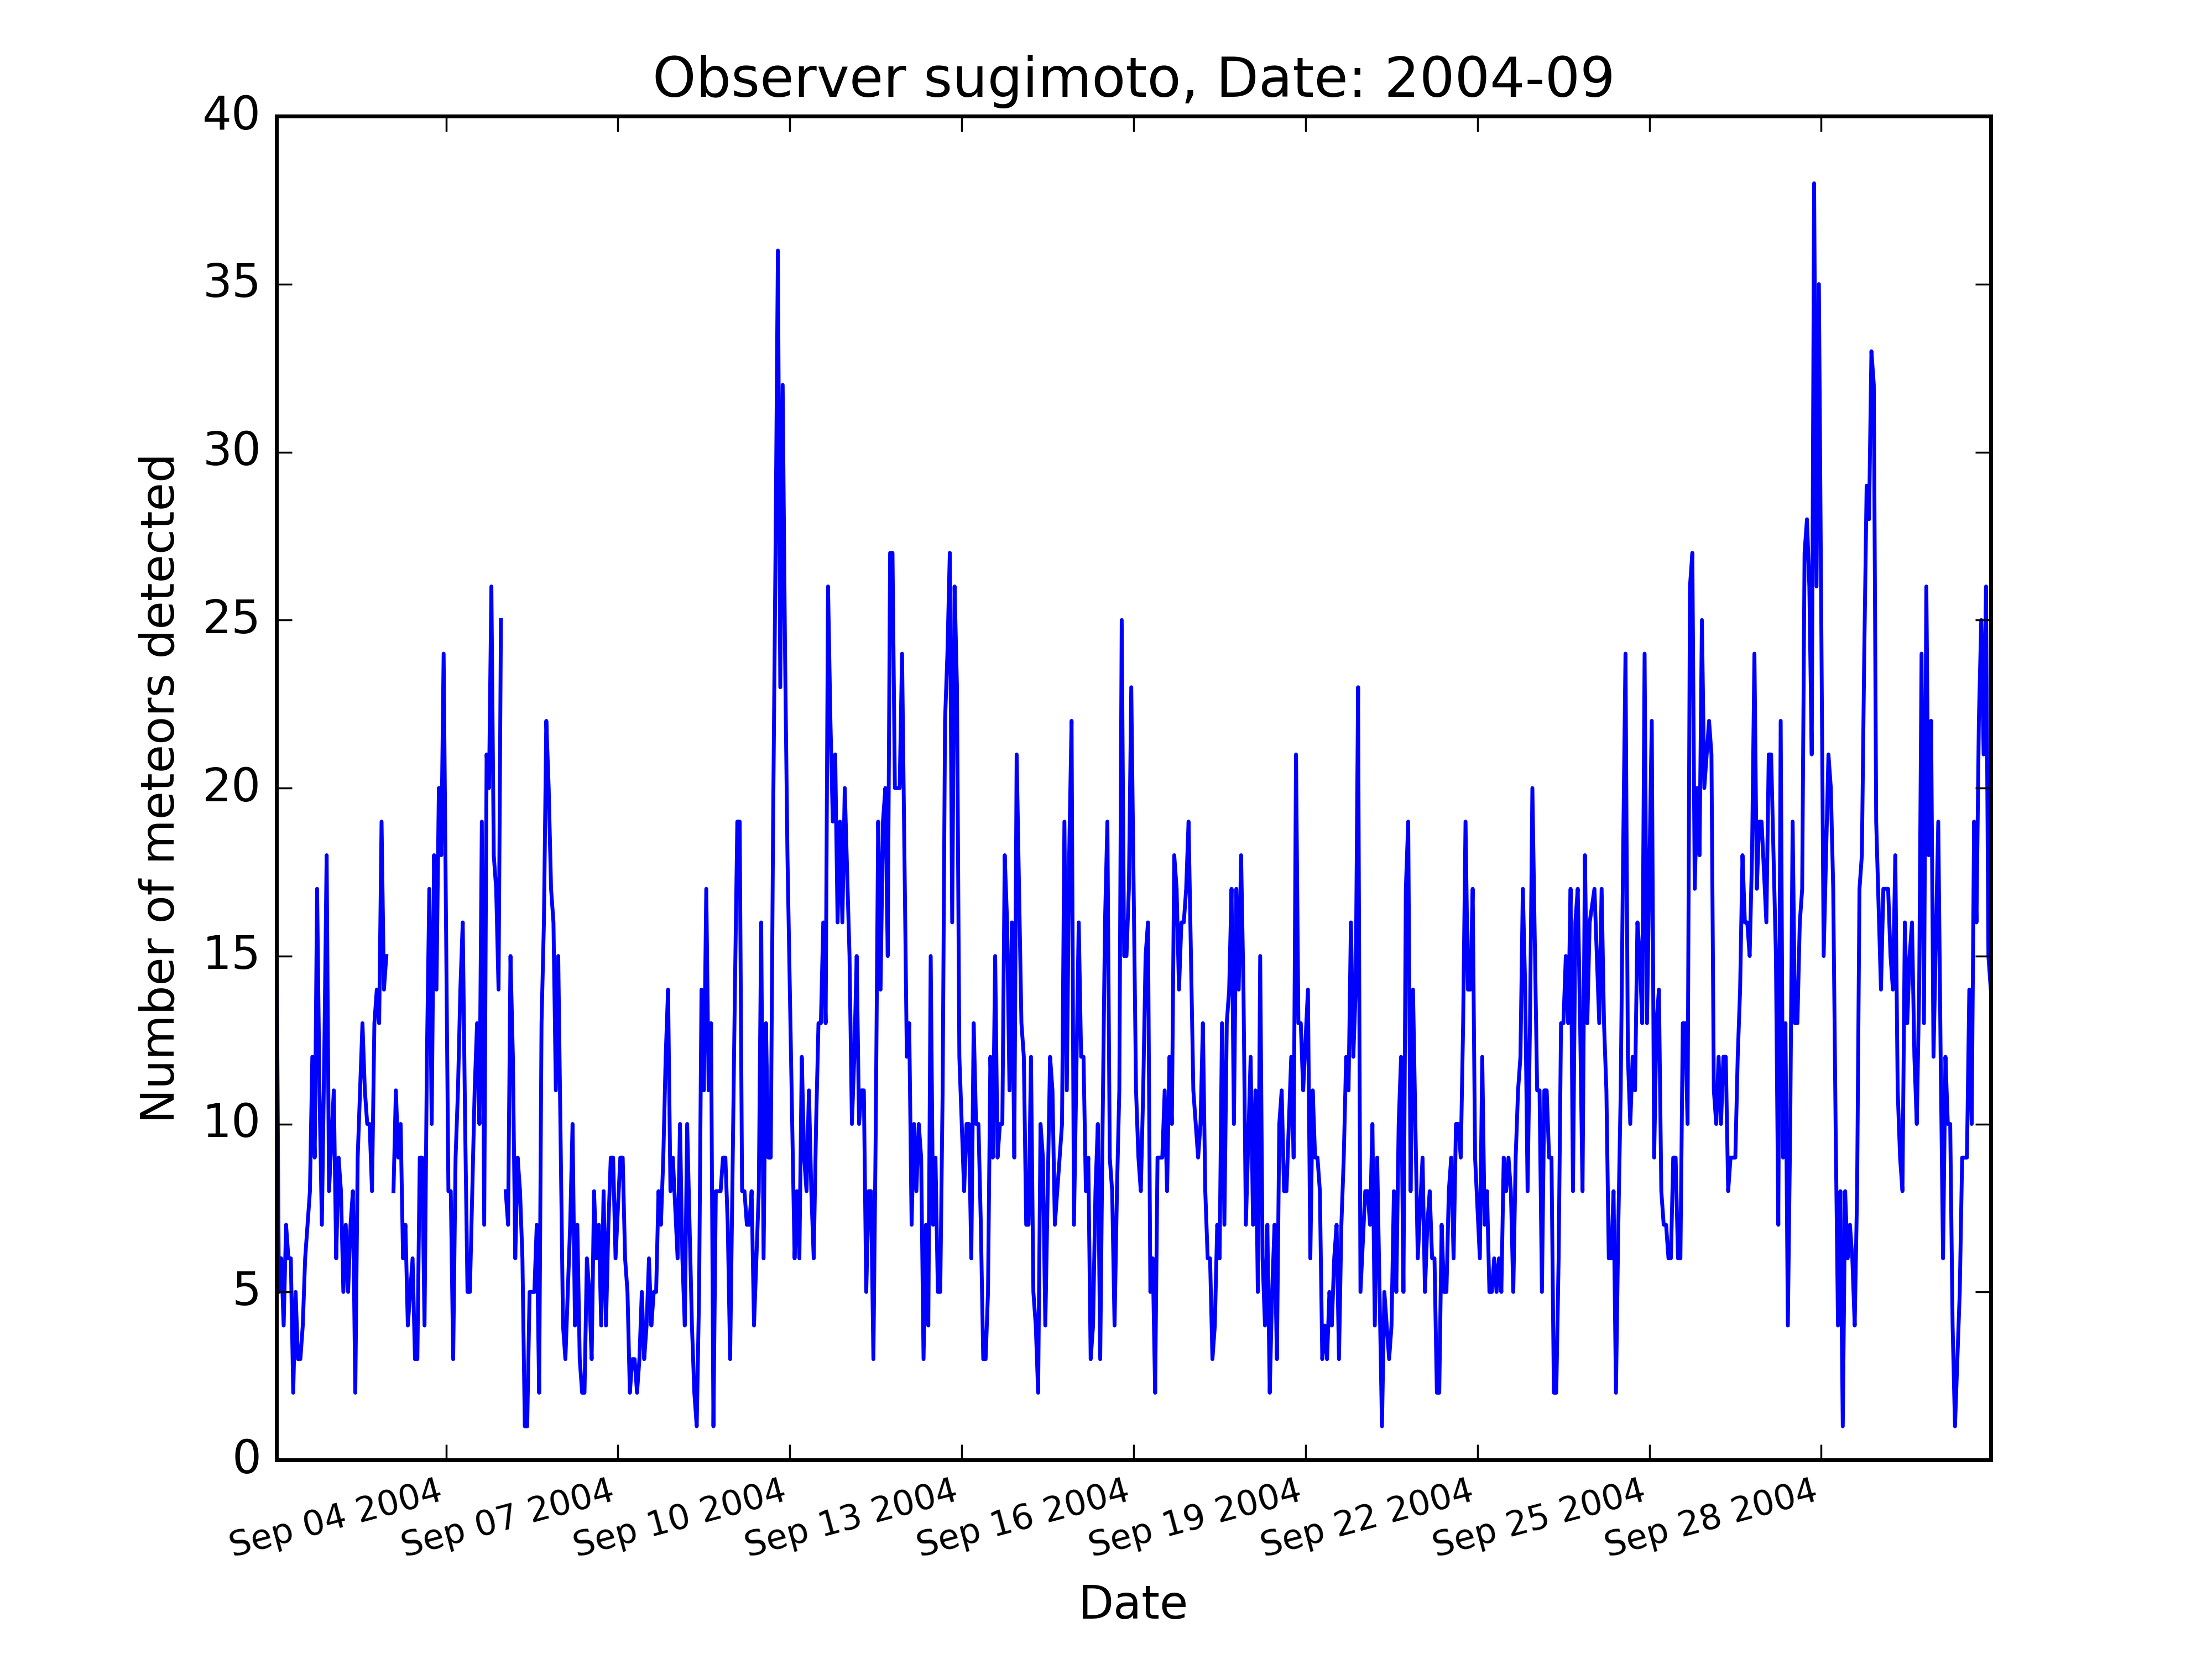 Observer sugimoto, Date: 2004-09
Number of meteors detected
40
35
30
25
20
15
10
5
0
Sep 04 2004
Sep 07 2004
Sep 10 2004
Sep 13 2004
Sep 16 2004
Sep 19 2004
Sep 22 2004
Sep 25 2004
Sep 28 2004
Date